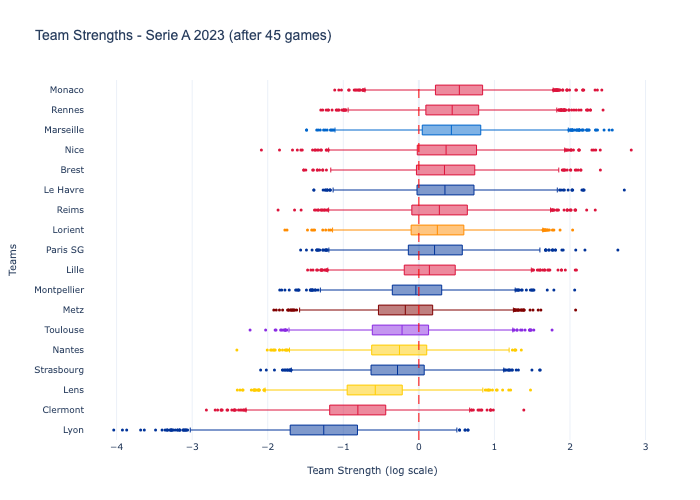 Team Strengths - Serie A 2023 (after 45 games)
Monaco
Rennes
Marseille
Nice
Brest
Le Havre
Reims
Lorient
Paris SG
Lille
Montpellier
Metz
Toulouse
Nantes
Strasbourg
Lens
Clermont
Lyon
Teams
−4 −3 −2 −1 0 1 2 3
Team Strength (log scale)